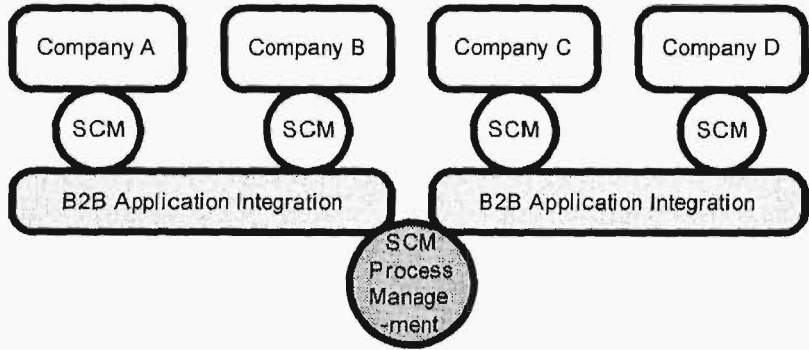 Company A
Company B
Company C
Company D
SCM
SCM
SCM
SCM
B2B Application Integration
B2B Application Integration
SCM
Process
Manage
-ment